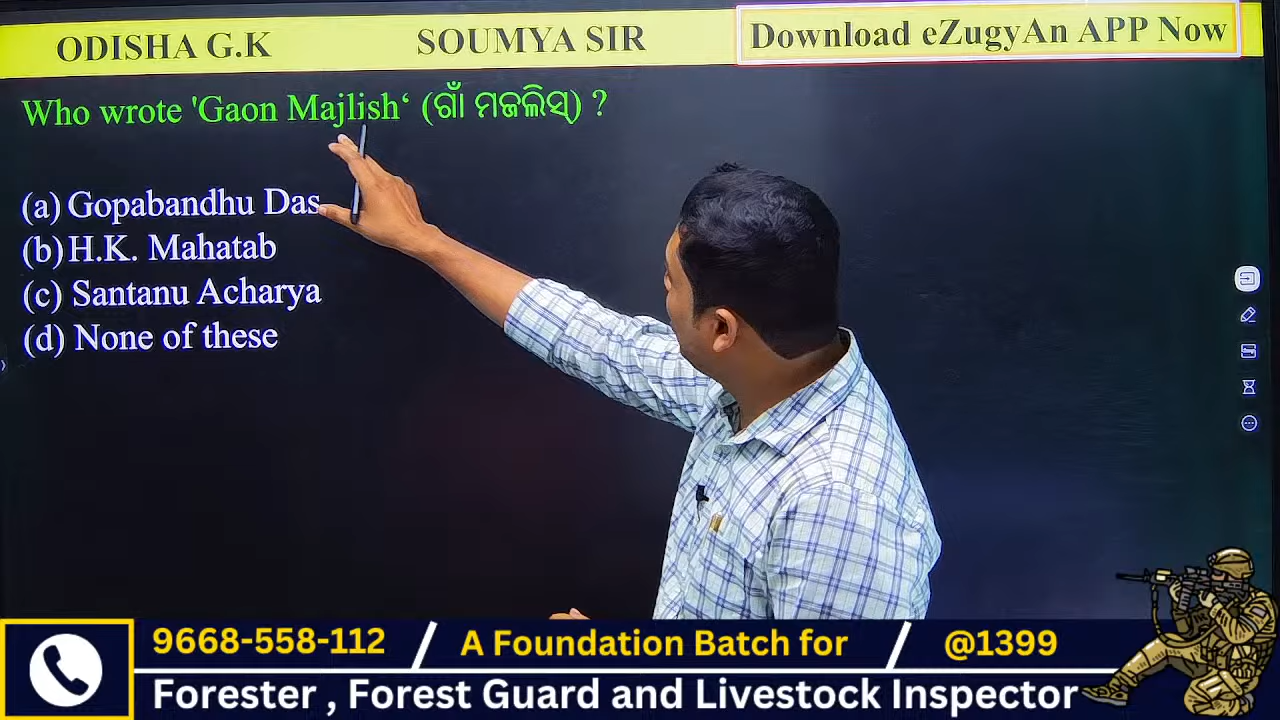 ODISHA G.K SOUMYA SIR Download eZugyAn APP Now
Who wrote 'Gaon Majlish‘ (ଗାଁ ମଜଲିସ୍) ?
(a) Gopabandhu Das
(b) H.K. Mahatab
(c) Santanu Acharya
(d) None of these
9668-558-112 / A Foundation Batch for / @1399
Forester , Forest Guard and Livestock Inspector